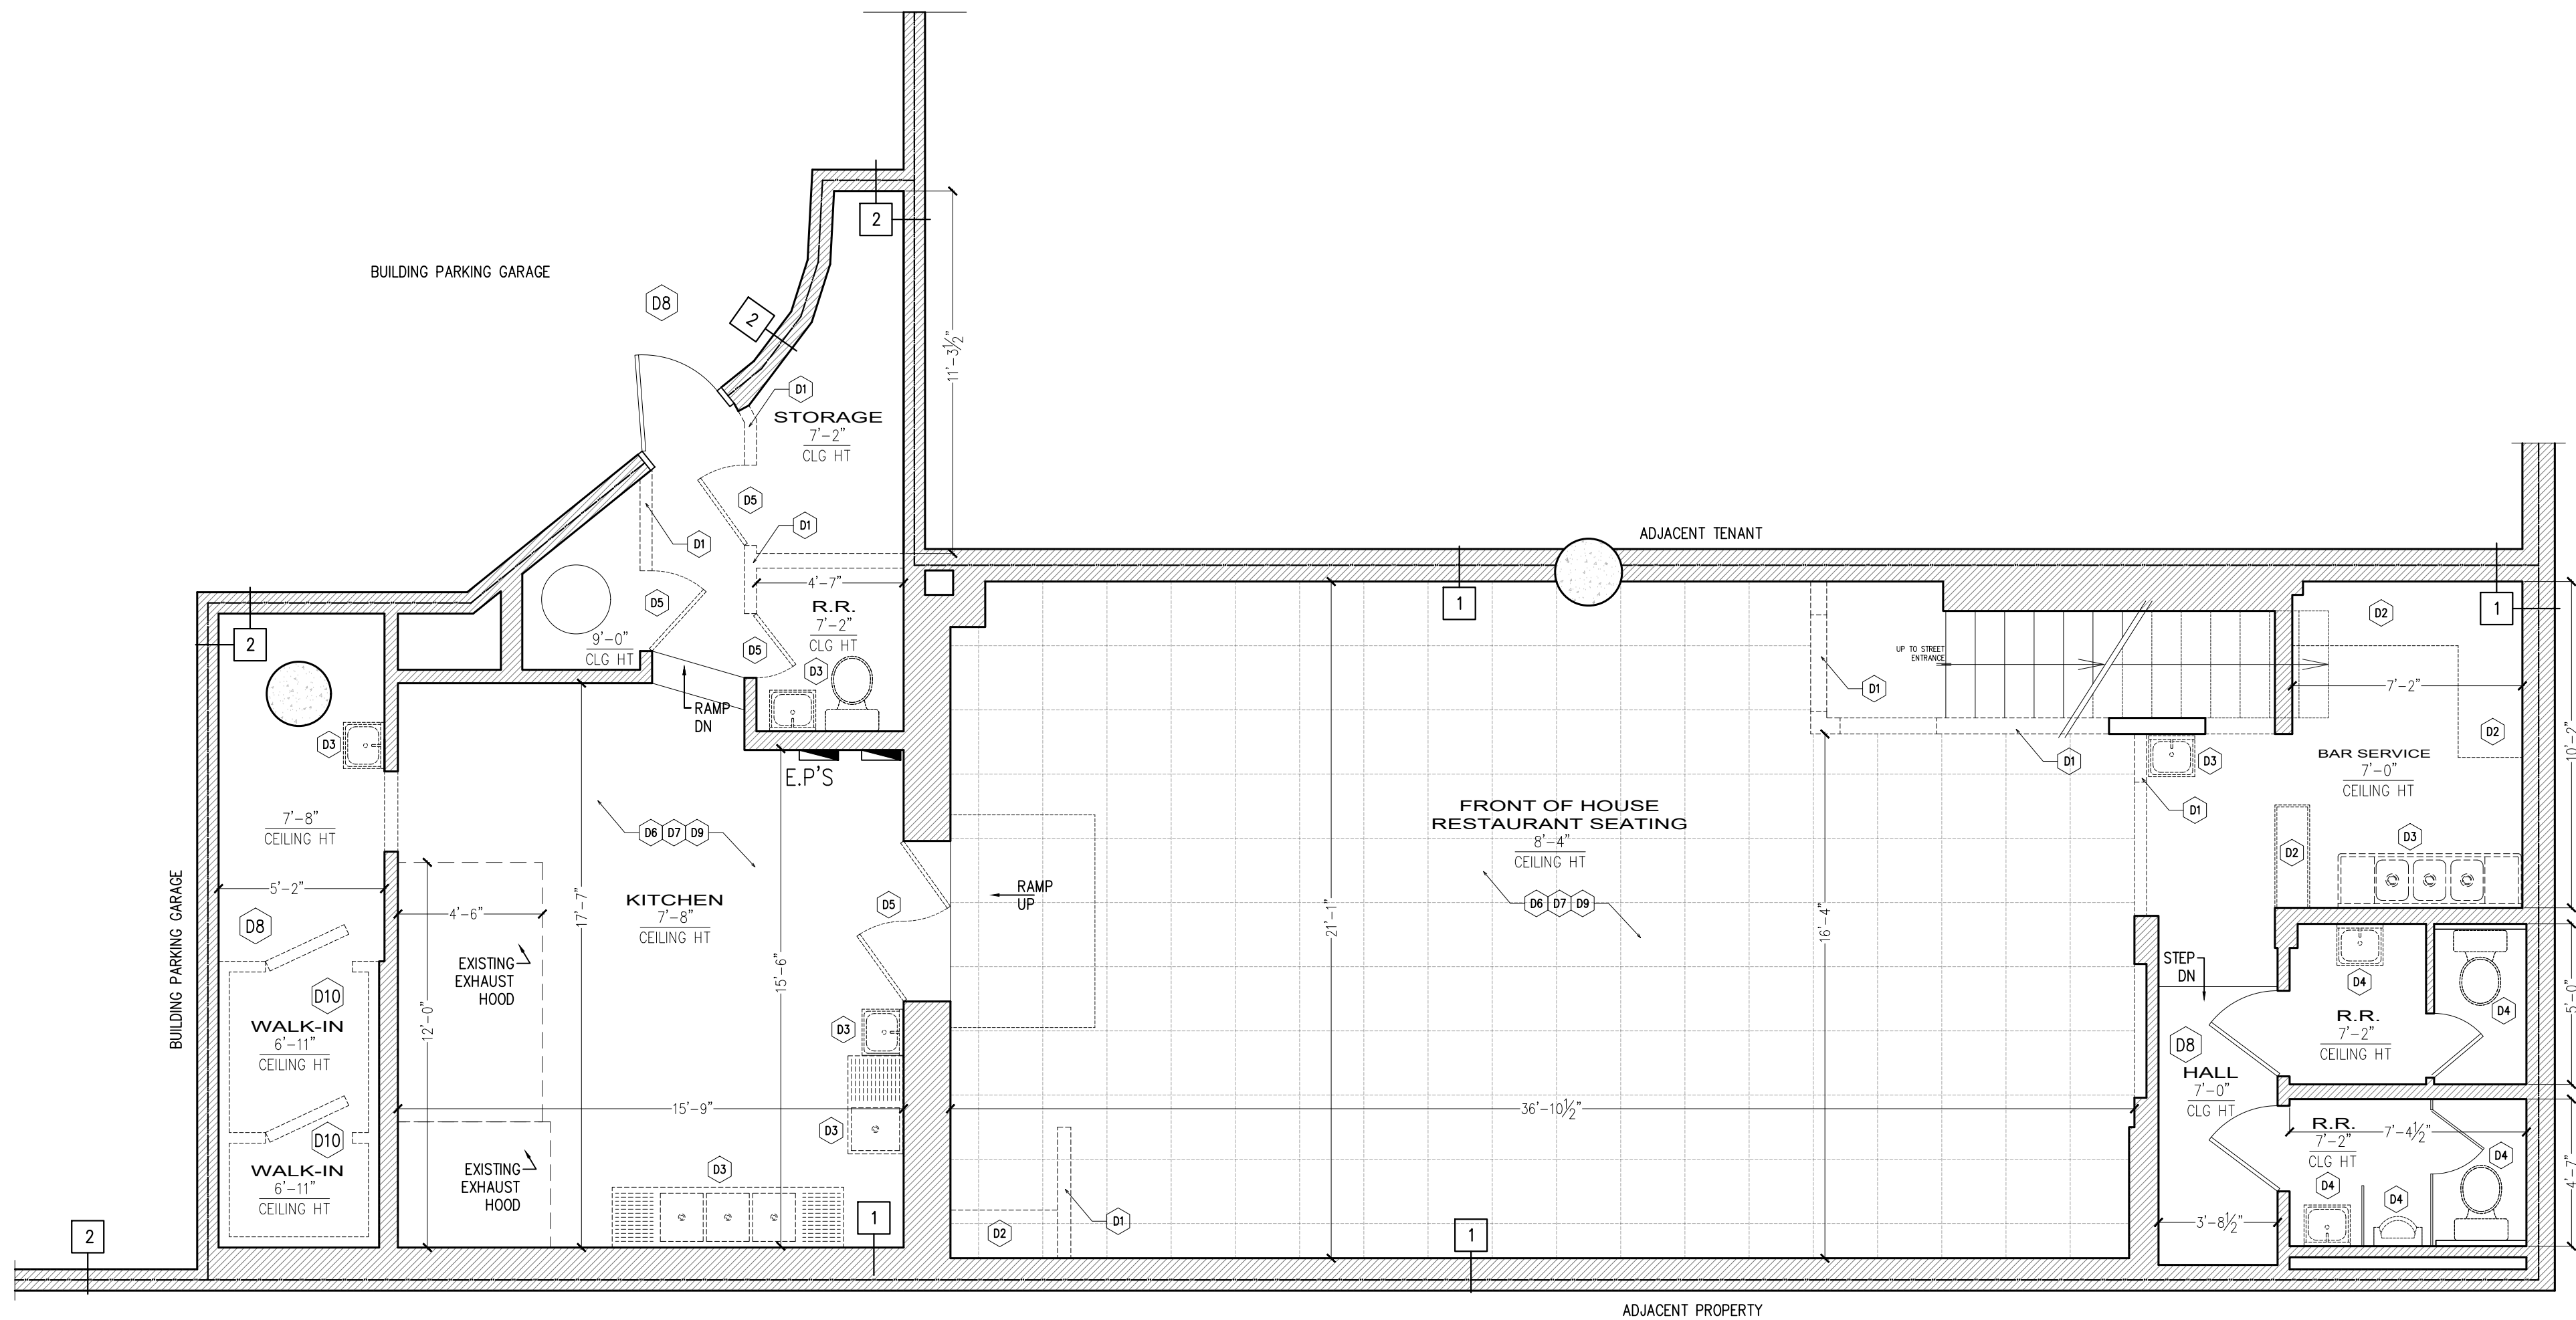 2
BUILDING PARKING GARAGE
D8
2
11'-3½"
D1
STORAGE
7'-2"
CLG HT
D5
D1
D1
ADJACENT TENANT
4'-7"
D5
R.R.
7'-2"
CLG HT
9'-0"
CLG HT
D5
D3
2
1
1
D2
UP TO STREET
ENTRANCE
7'-2"
D1
RAMP
DN
D3
D2
10'-2"
E.P'S
D1
D3
BAR SERVICE
7'-0"
CEILING HT
D1
7'-8"
CEILING HT
D6 D7 D9
FRONT OF HOUSE
RESTAURANT SEATING
8'-4"
CEILING HT
D3
D2
5'-2"
4'-6"
17'-7"
KITCHEN
7'-8"
CEILING HT
D5
RAMP
UP
D6 D7 D9
21'-1"
16'-4"
BUILDING PARKING GARAGE
D8
EXISTING
EXHAUST
HOOD
15'-6"
STEP
DN
D4
D4
5'-0"
D10
WALK-IN
6'-11"
CEILING HT
12'-0"
D3
D8
R.R.
7'-2"
CEILING HT
HALL
7'-0"
CLG HT
15'-9"
36'-10½"
D10
D3
R.R.
7'-2"
CLG HT
7'-4½"
WALK-IN
6'-11"
CEILING HT
EXISTING
EXHAUST
HOOD
D3
D4
D4
D4
4'-7"
2
1
D2
D1
1
3'-8½"
ADJACENT PROPERTY